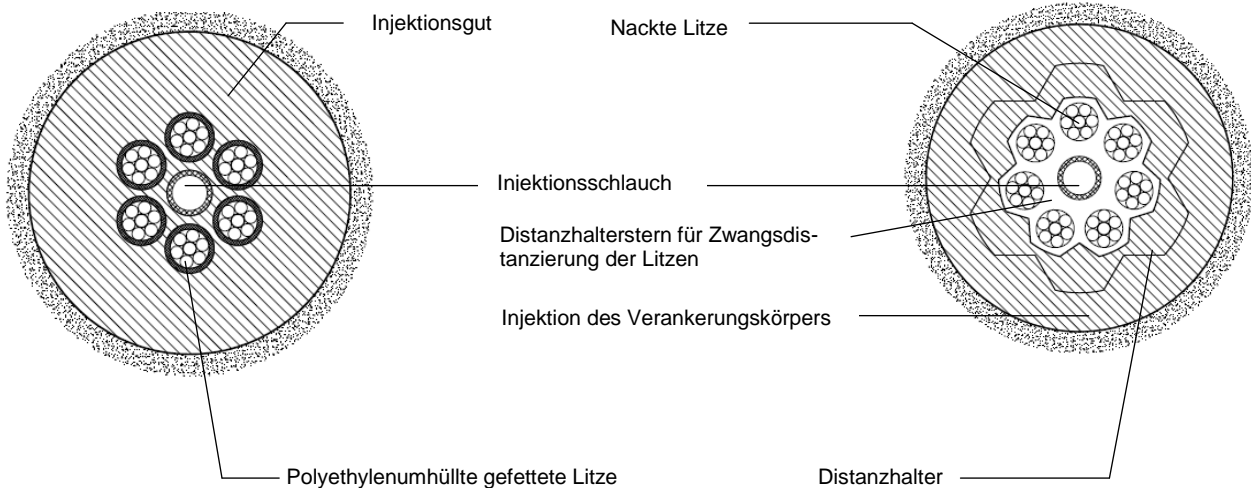 Injektionsgut
Nackte Litze
Injektionsschlauch
Distanzhalterstern für Zwangsdis-
tanzierung der Litzen
Injektion des Verankerungskörpers
Polyethylenumhüllte gefettete Litze
Distanzhalter